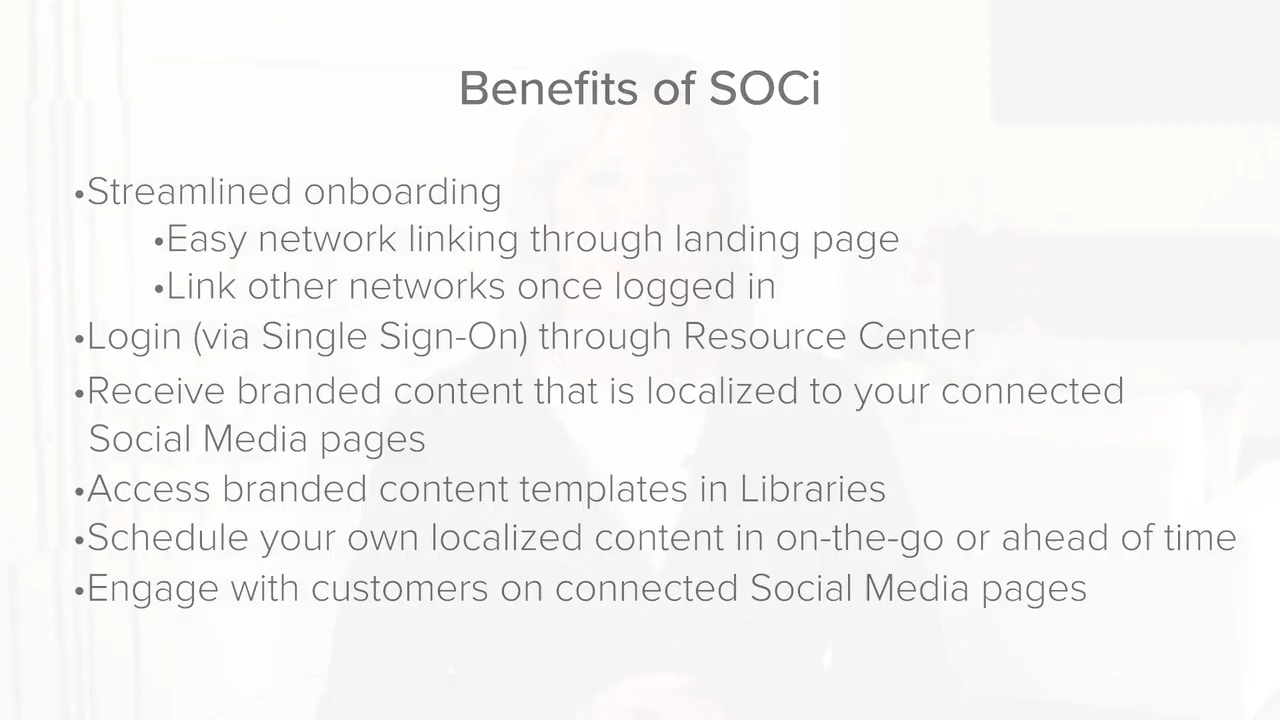 Benefits of SOCi
•Streamlined onboarding
•Easy network linking through landing page
•Link other networks once logged in
•Login (via Single Sign-On) through Resource Center
•Receive branded content that is localized to your connected
Social Media pages
•Access branded content templates in Libraries
•Schedule your own localized content in on-the-go or ahead of time
•Engage with customers on connected Social Media pages